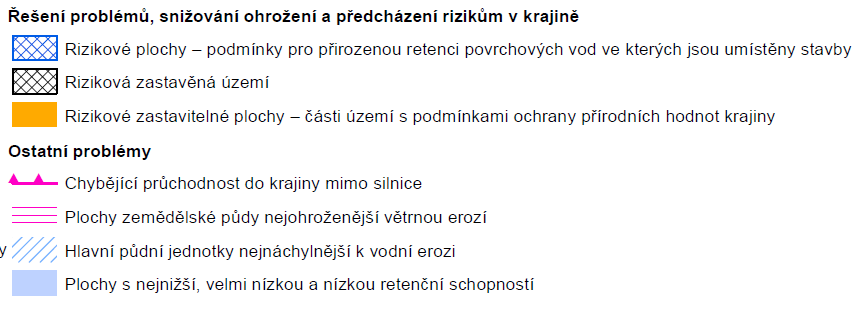 Řešení problémů, snižování ohrožení a předcházení rizikům v krajině
Rizikové plochy – podmínky pro přirozenou retenci povrchových vod ve kterých jsou umístěny stavby
Riziková zastavěná území
Rizikové zastavitelné plochy – části území s podmínkami ochrany přírodních hodnot krajiny
Ostatní problémy
Chybějící průchodnost do krajiny mimo silnice
Plochy zemědělské půdy nejohroženější větrnou erozí
y Hlavní půdní jednotky nejnáchylnější k vodní erozi
Plochy s nejnižší, velmi nízkou a nízkou retenční schopností